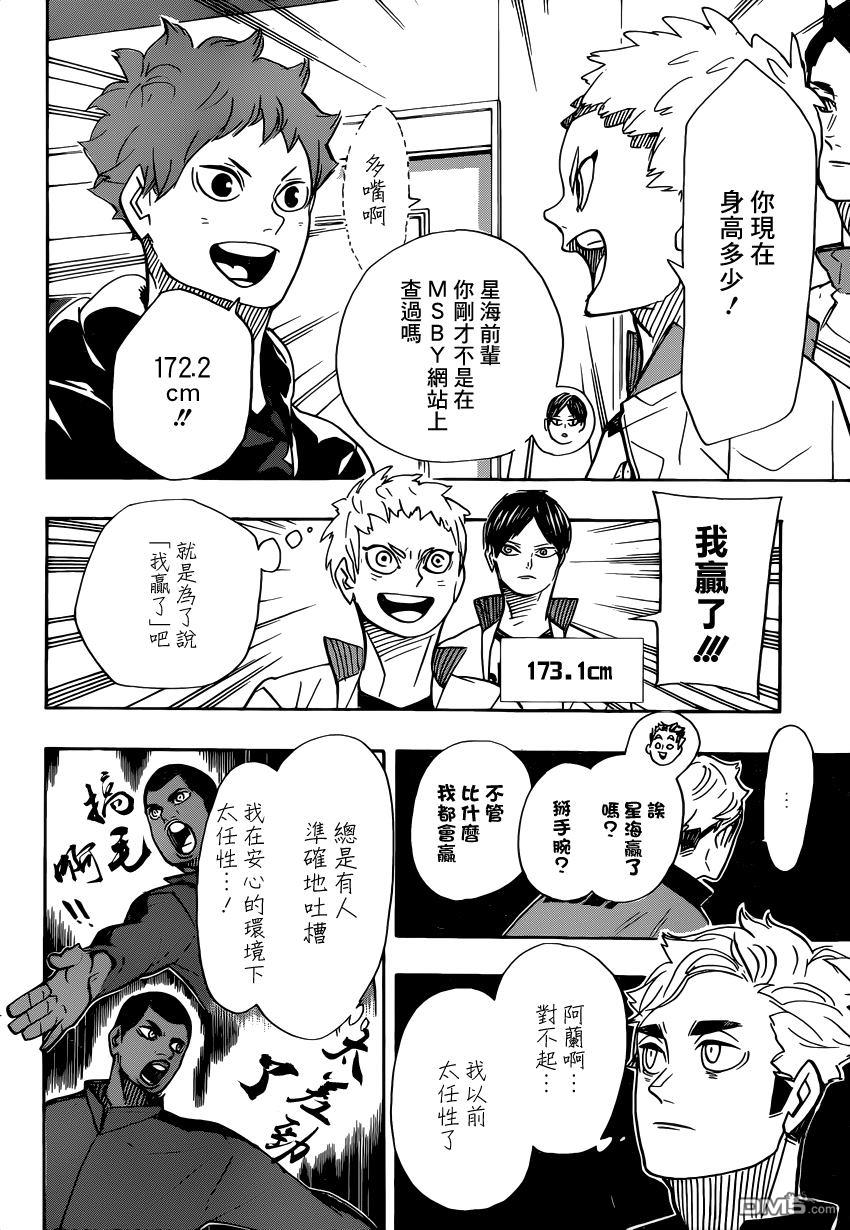 你現在
身高多少！
星海前輩
你剛才不是在
MSBY網站上
查過嗎
多嘴啊
172.2
cm
!!
我贏了!!!
173.1cm
就是為了說
「我贏了」吧
…
誒
星海贏了
嗎？
掰手腕？
不管
比什麼
我都會贏
阿蘭啊…
對不起…
我以前
太任性了
總是有人
準確地吐槽
我在安心的環境下
太任性…！
搞毛
啊!!
太差勁
了
DM5.com